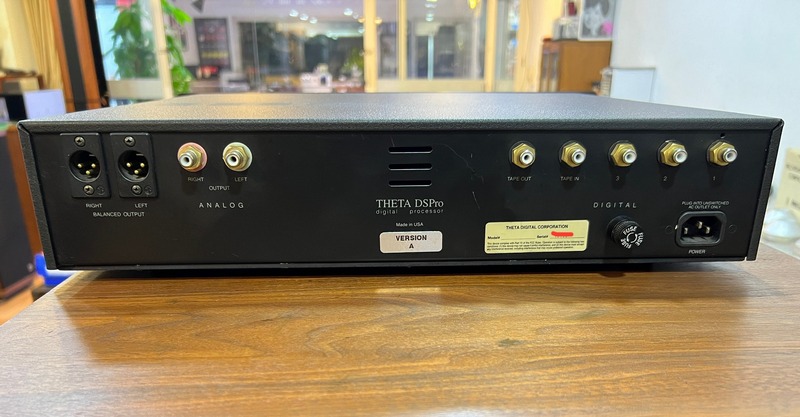 RIGHT LEFT
BALANCED OUTPUT
RIGHT LEFT
OUTPUT
ANALOG
THETA DSPro
digital processor
Made in USA
VERSION
A
TAPE OUT TAPE IN 3 2 1
DIGITAL
THETA DIGITAL CORPORATION
Model# Serial#
FUSE FUSE
PLUG INTO UNSWITCHED
AC OUTLET ONLY
POWER